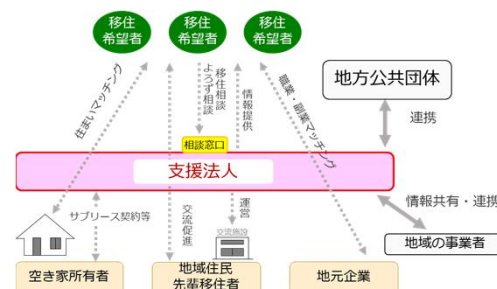 移住
希望者
移住
希望者
移住
希望者
地方公共団体
住まいマッチング
移住相談
よろず相談
情報提供
副業・副業マッチング
連携
相談窓口
支援法人
情報共有・連携
サブリース契約等
交流促進
運営
交流施設
地域の事業者
空き家所有者
地域住民
先輩移住者
地元企業